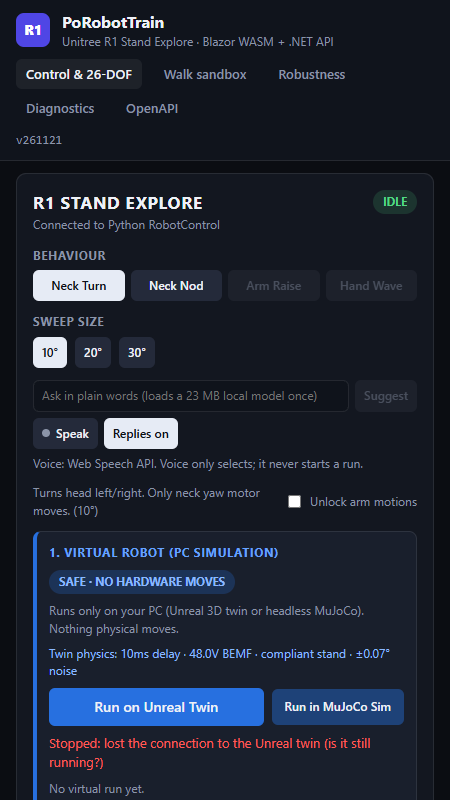 R1
PoRobotTrain
Unitree R1 Stand Explore · Blazor WASM + .NET API
Control & 26-DOF
Walk sandbox
Robustness
Diagnostics
OpenAPI
v261121
R1 STAND EXPLORE
IDLE
Connected to Python RobotControl
BEHAVIOUR
Neck Turn
Neck Nod
Arm Raise
Hand Wave
SWEEP SIZE
10°
20°
30°
Ask in plain words (loads a 23 MB local model once)
Suggest
Speak
Replies on
Voice: Web Speech API. Voice only selects; it never starts a run.
Turns head left/right. Only neck yaw motor
moves. (10°)
Unlock arm motions
1. VIRTUAL ROBOT (PC SIMULATION)
SAFE · NO HARDWARE MOVES
Runs only on your PC (Unreal 3D twin or headless MuJoCo).
Nothing physical moves.
Twin physics: 10ms delay · 48.0V BEMF · compliant stand · ±0.07°
noise
Run on Unreal Twin
Run in MuJoCo Sim
Stopped: lost the connection to the Unreal twin (is it still
running?)
No virtual run yet.